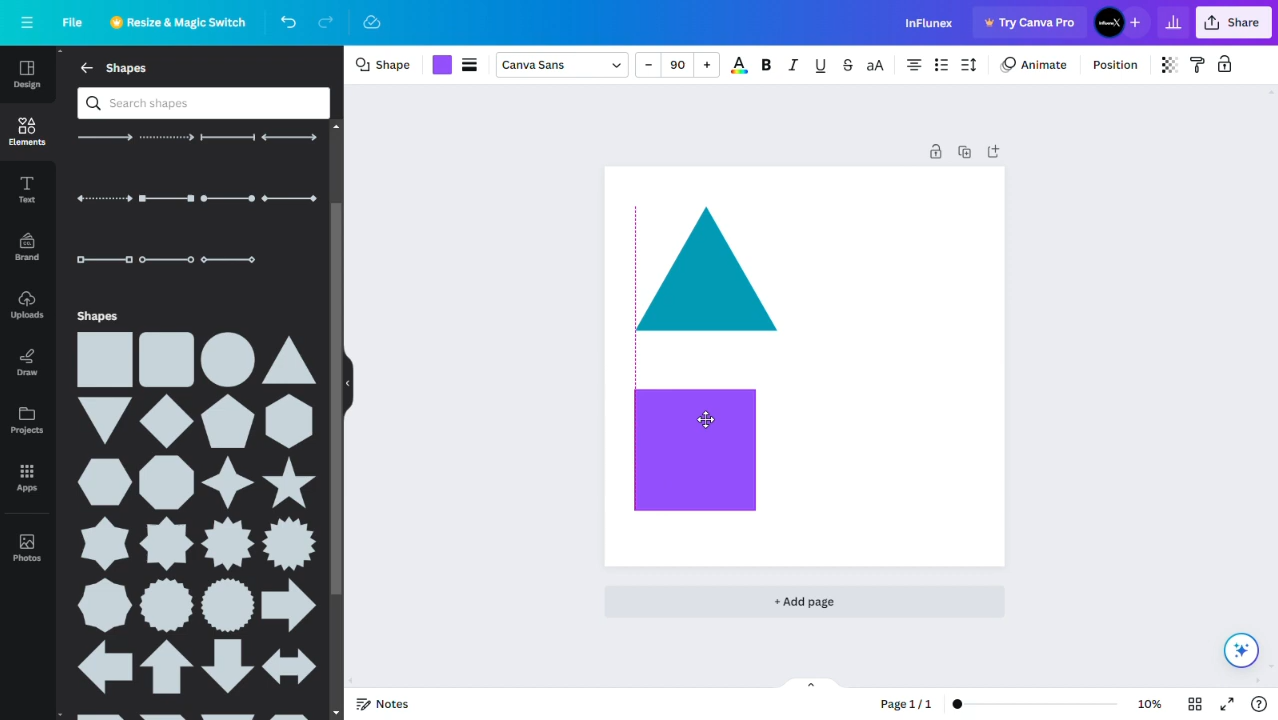 File
Resize & Magic Switch
InFlunex
Try Canva Pro
Share
Design
Elements
Text
Brand
Uploads
Draw
Projects
Apps
Photos
Shapes
Search shapes
Shapes
Shape
Canva Sans
– 90 +
A B I U S aA
Animate
Position
+ Add page
Notes
Page 1 / 1
10%